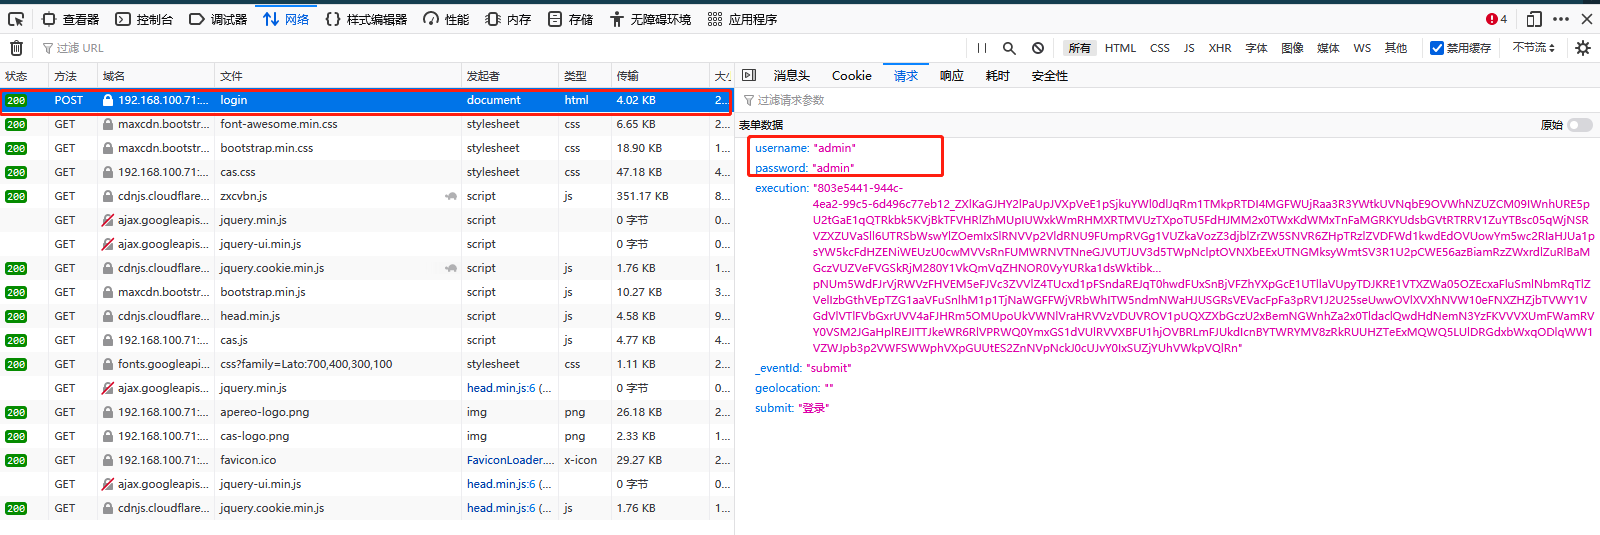 查看器 控制台 调试器 网络 样式编辑器 性能 内存 存储 无障碍环境 应用程序 4
过滤 URL 所有 HTML CSS JS XHR 字体 图像 媒体 WS 其他 禁用缓存 不节流
状态 方法 域名 文件 发起者 类型 传输 大小
200 POST 192.168.100.71:... login document html 4.02 KB 2...
200 GET maxcdn.bootstr... font-awesome.min.css stylesheet css 6.65 KB 2...
200 GET maxcdn.bootstr... bootstrap.min.css stylesheet css 18.90 KB 1...
200 GET 192.168.100.71:... cas.css stylesheet css 47.18 KB 4...
200 GET cdnjs.cloudflare... zxcvbn.js script js 351.17 KB 8...
GET ajax.googleapis... jquery.min.js script 0 字节 0...
GET ajax.googleapis... jquery-ui.min.js script 0 字节 0...
200 GET cdnjs.cloudflare... jquery.cookie.min.js script js 1.76 KB 1...
200 GET maxcdn.bootstr... bootstrap.min.js script js 10.27 KB 3...
200 GET cdnjs.cloudflare... head.min.js script js 4.58 KB 9...
200 GET 192.168.100.71:... cas.js script js 4.77 KB 4...
200 GET fonts.googleapi... css?family=Lato:700,400,300,100 stylesheet css 1.11 KB 2...
GET ajax.googleapis... jquery.min.js head.min.js:6 (... 0 字节 0...
200 GET 192.168.100.71:... apereo-logo.png img png 26.18 KB 2...
200 GET 192.168.100.71:... cas-logo.png img png 2.33 KB 1...
200 GET 192.168.100.71:... favicon.ico FaviconLoader.... x-icon 29.27 KB 2...
GET ajax.googleapis... jquery-ui.min.js head.min.js:6 (... 0 字节 0...
200 GET cdnjs.cloudflare... jquery.cookie.min.js head.min.js:6 (... js 1.76 KB 1...
消息头 Cookie 请求 响应 耗时 安全性
过滤请求参数
表单数据 原始
username: "admin"
password: "admin"
execution: "803e5441-944c-
_eventId: "submit"
geolocation: ""
submit: "登录"